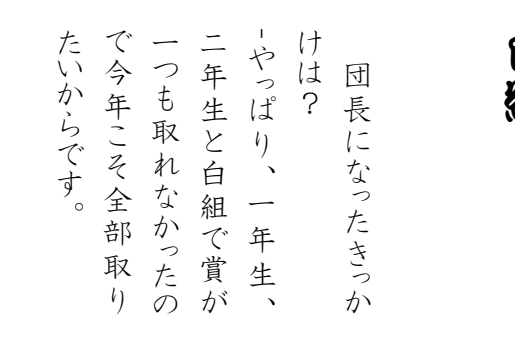 団長になったきっか
けは？
-やっぱり、一年生、
二年生と白組で賞が
一つも取れなかったの
で今年こそ全部取り
たいからです。